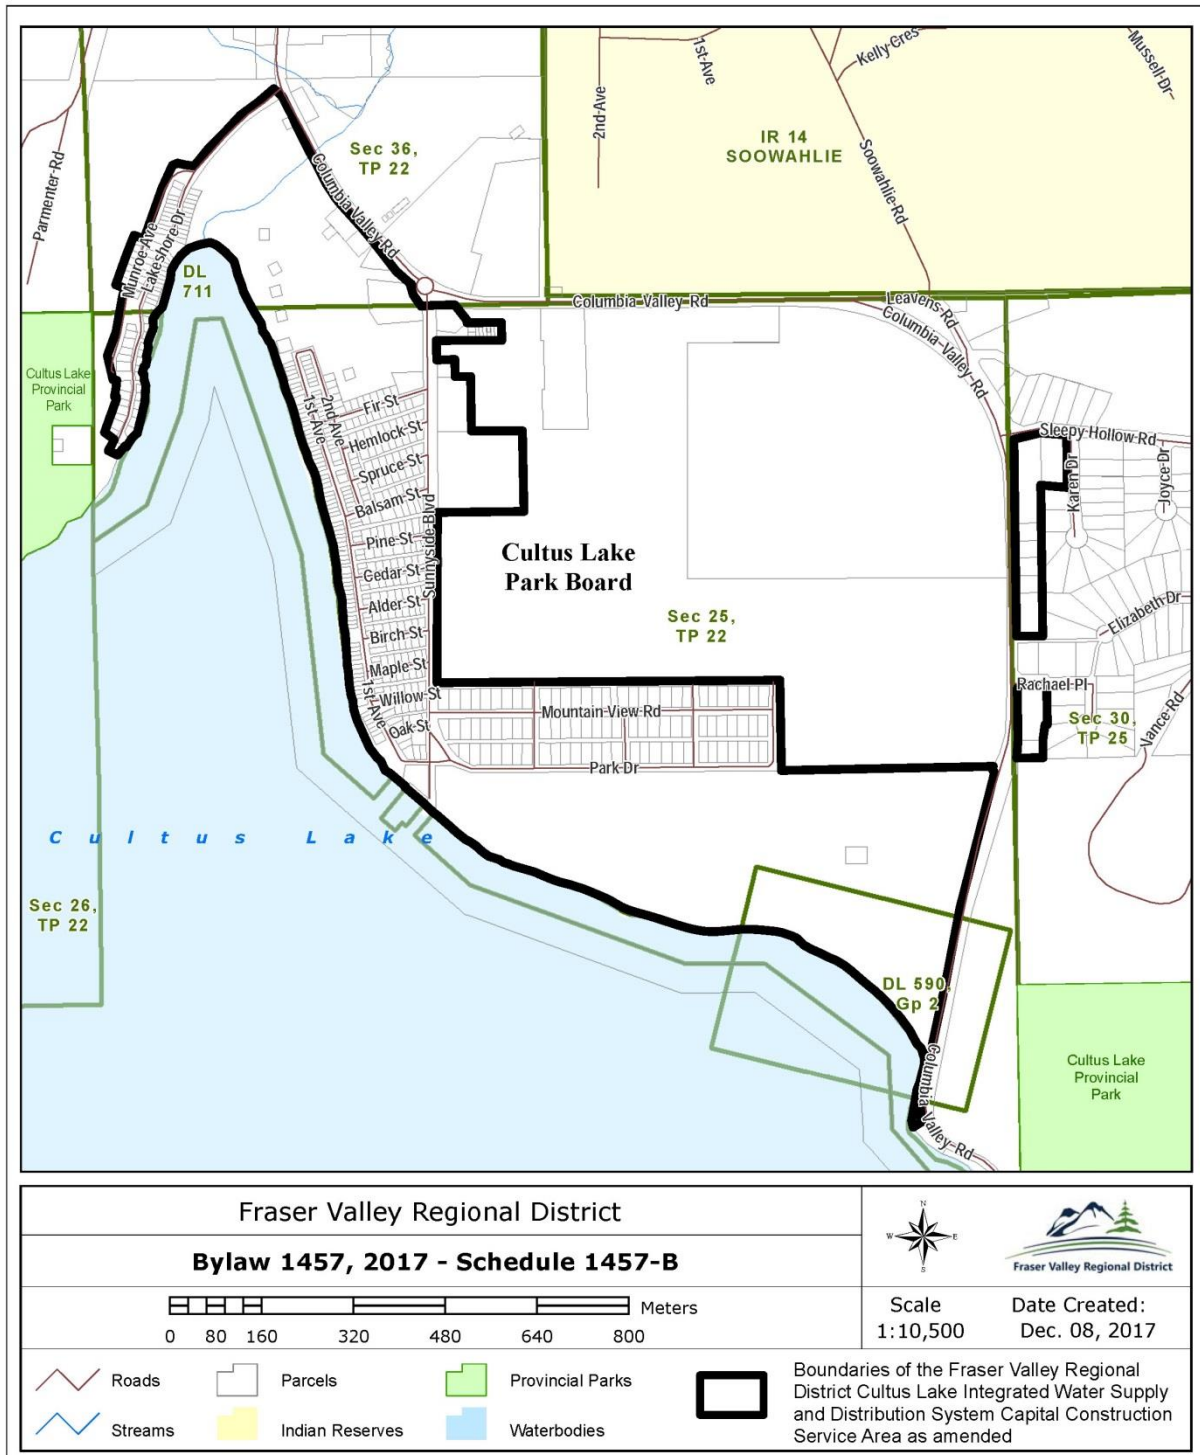 Parmenter-Rd
Munroe-Ave
Lakeshore-Dr
Sec 36,
TP 22
Columbia-Valley-Rd
2nd-Ave
1st-Ave
Kelly-Cres
Mussell-Dr
IR 14
SOOWAHLIE
Soowahlie-Rd
DL
711
Columbia Valley Rd
Leavens-Rd
Columbia-Valley-Rd
Cultus Lake
Provincial
Park
1st-Ave
2nd-Ave
Fir-St
Hemlock-St
Spruce-St
Balsam-St
Pine-St
Cedar-St
Alder-St
Birch-St
Maple-St
Willow-St
Oak-St
1st-Ave
Sunnyside-Blvd
Cultus Lake
Park Board
Sec 25,
TP 22
Sleepy Hollow Rd
Karen Dr
Joyce-Dr
Elizabeth-Dr
Rachael-Pl
Sec 30,
TP 25
Vance-Rd
Mountain-View-Rd
Park-Dr
Cultus Lake
Sec 26,
TP 22
DL 590,
Gp 2
Columbia Valley-Rd
Cultus Lake
Provincial
Park
Fraser Valley Regional District
Bylaw 1457, 2017 - Schedule 1457-B
Meters
0 80 160 320 480 640 800
N
W E
S
Fraser Valley Regional District
Scale
1:10,500
Date Created:
Dec. 08, 2017
Roads
Parcels
Provincial Parks
Streams
Indian Reserves
Waterbodies
Boundaries of the Fraser Valley Regional
District Cultus Lake Integrated Water Supply
and Distribution System Capital Construction
Service Area as amended